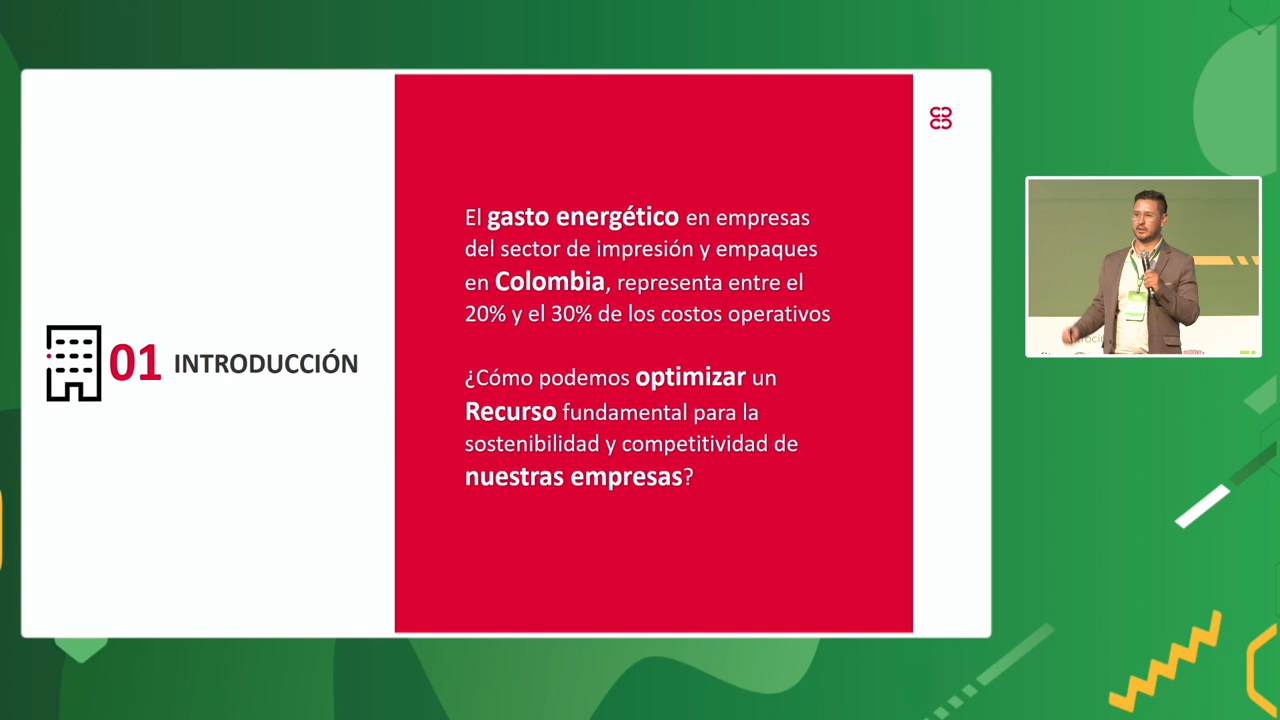 01 INTRODUCCIÓN
El gasto energético en empresas
del sector de impresión y empaques
en Colombia, representa entre el
20% y el 30% de los costos operativos
¿Cómo podemos optimizar un
Recurso fundamental para la
sostenibilidad y competitividad de
nuestras empresas?